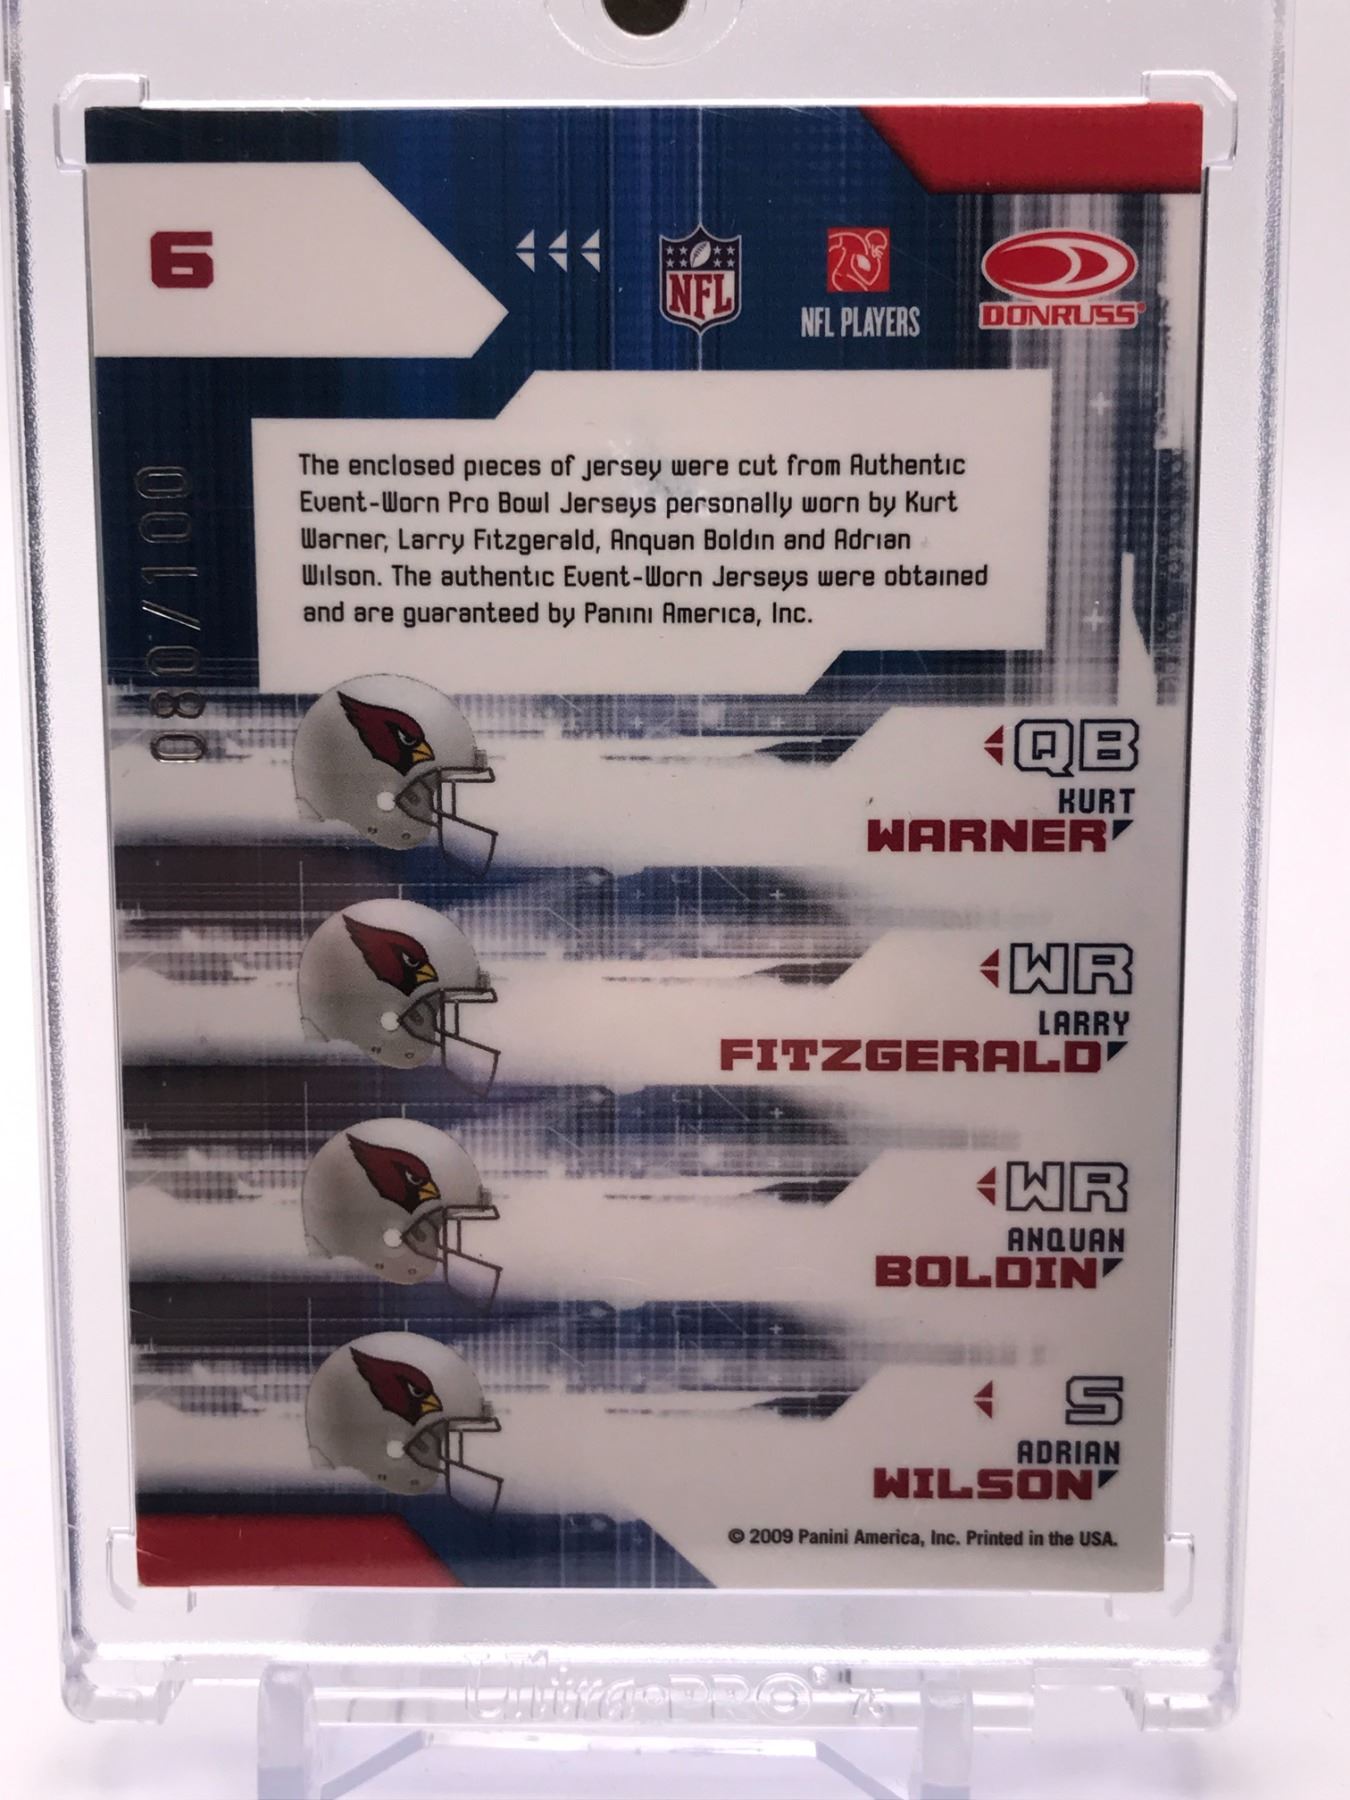 6
NFL
NFL PLAYERS
DONRUSS
080/100
The enclosed pieces of jersey were cut from Authentic
Event-Worn Pro Bowl Jerseys personally worn by Kurt
Warner, Larry Fitzgerald, Anquan Boldin and Adrian
Wilson. The authentic Event-Worn Jerseys were obtained
and are guaranteed by Panini America, Inc.
QB
KURT
WARNER
WR
LARRY
FITZGERALD
WR
ANQUAN
BOLDIN
S
ADRIAN
WILSON
© 2009 Panini America, Inc. Printed in the USA.
Ultra PRO® 75